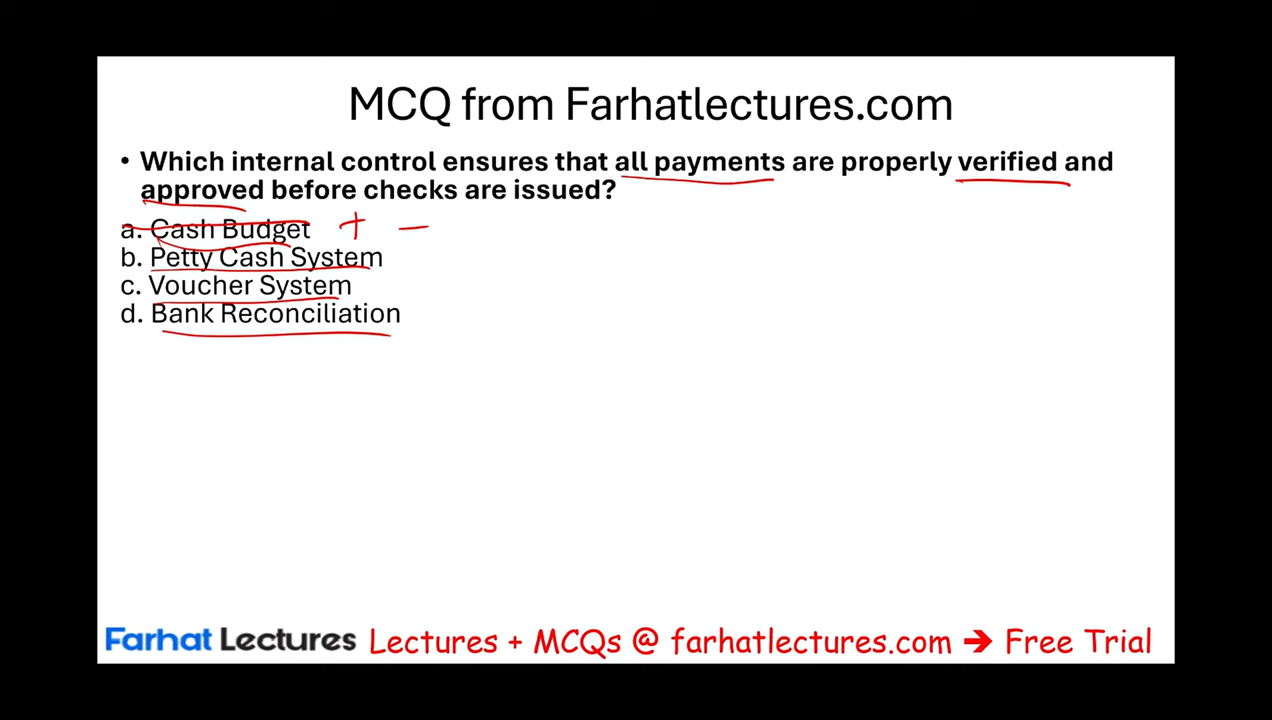 MCQ from Farhatlectures.com
• Which internal control ensures that all payments are properly verified and
approved before checks are issued?
a. Cash Budget + −
b. Petty Cash System
c. Voucher System
d. Bank Reconciliation
Farhat Lectures Lectures + MCQs @ farhatlectures.com → Free Trial